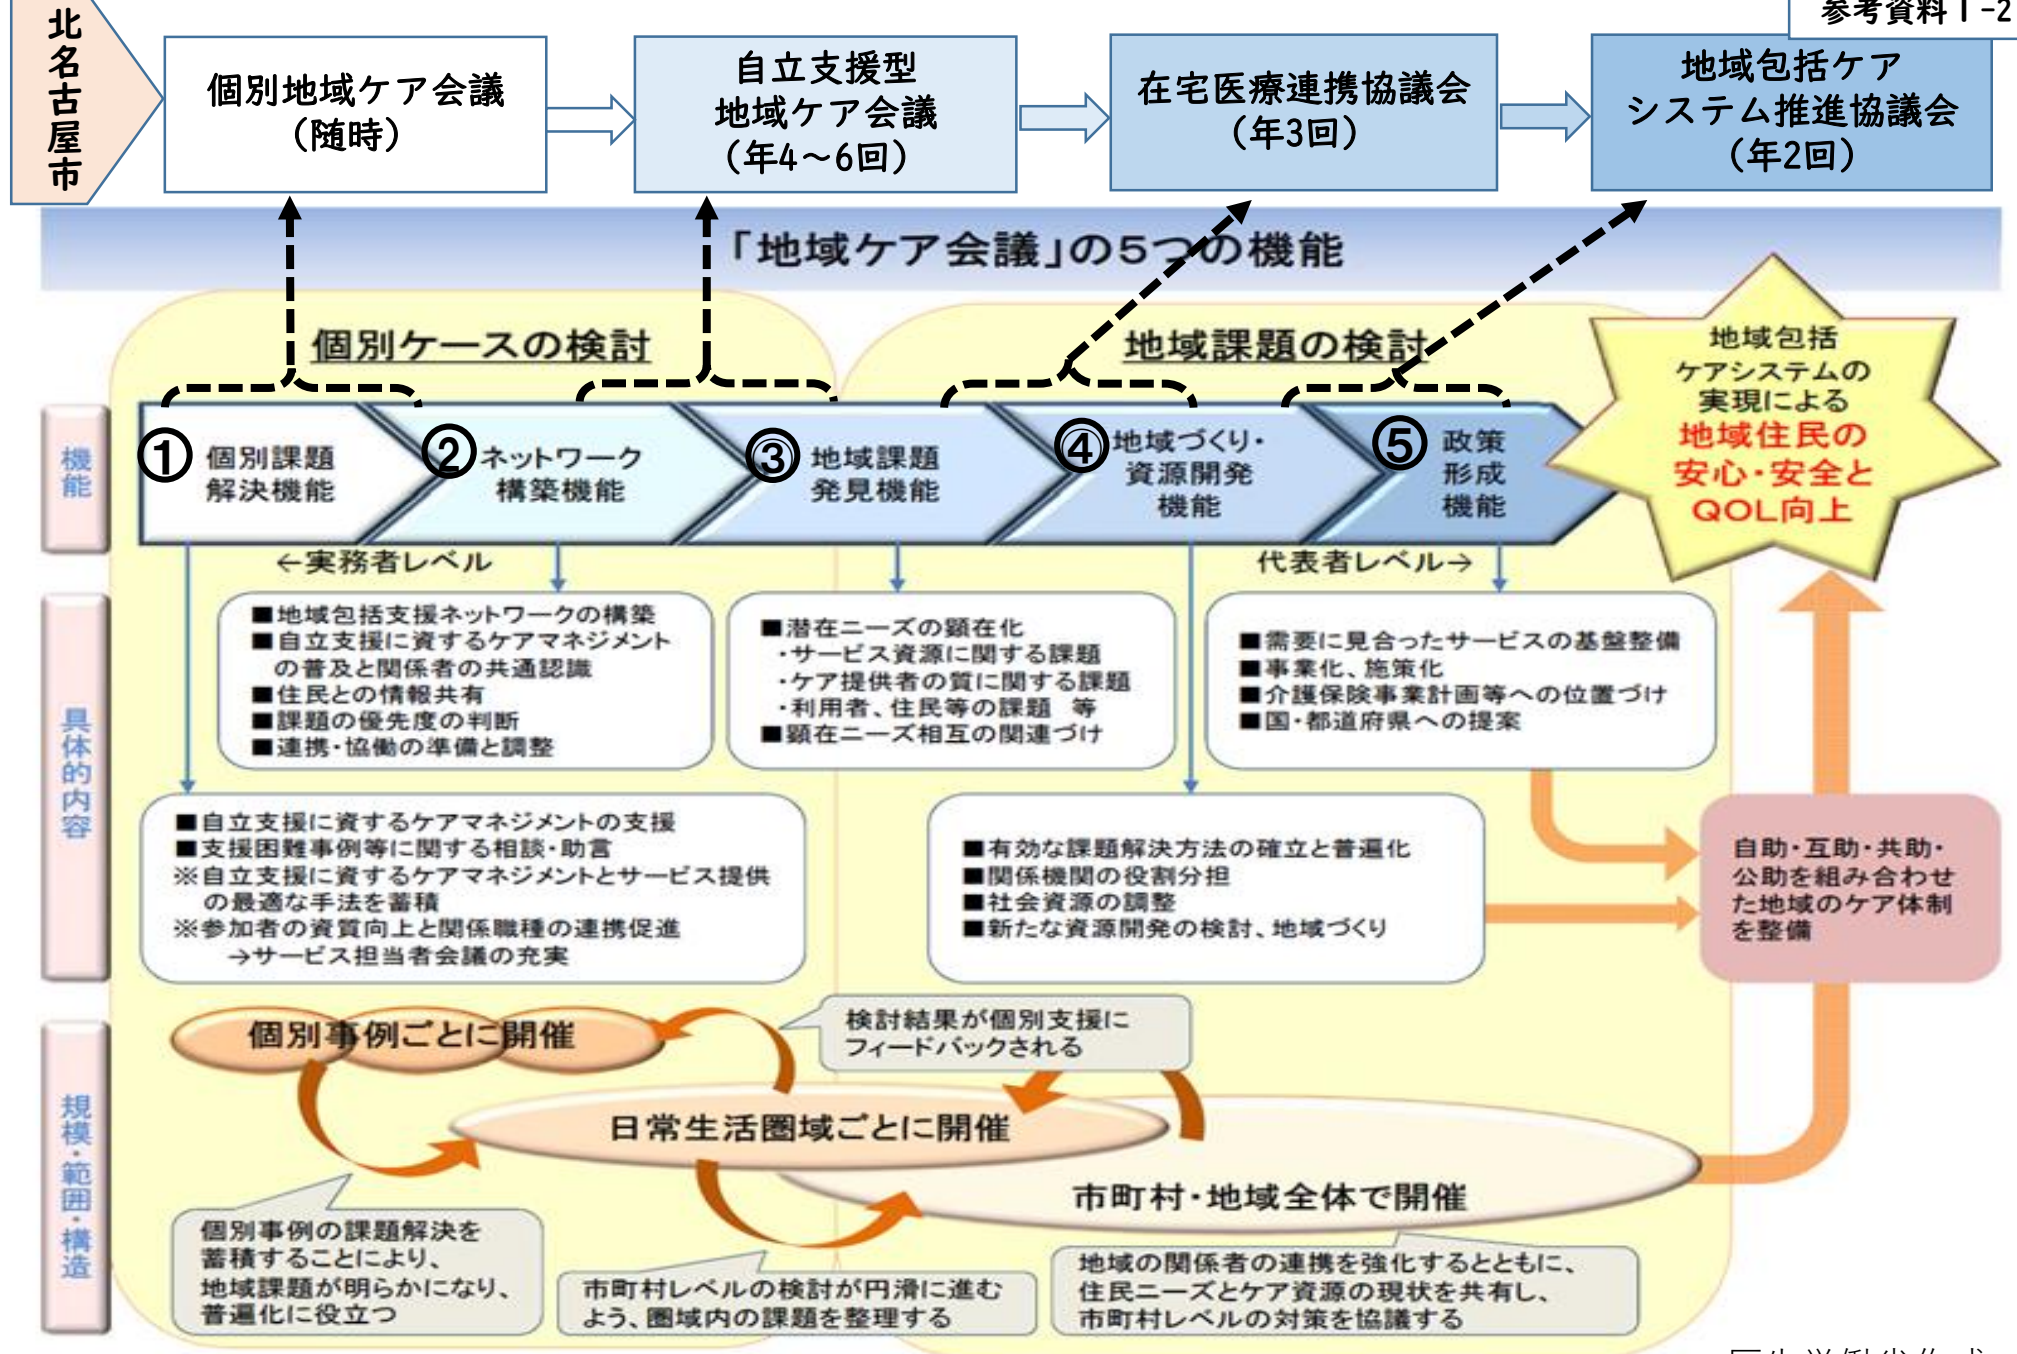 参考資料1-2
北名古屋市
個別地域ケア会議
（随時）
自立支援型
地域ケア会議
（年4～6回）
在宅医療連携協議会
（年3回）
地域包括ケア
システム推進協議会
（年2回）
「地域ケア会議」の5つの機能
個別ケースの検討
地域課題の検討
地域包括
ケアシステムの
実現による
地域住民の
安心・安全と
QOL向上
機能
①
個別課題
解決機能
②
ネットワーク
構築機能
③
地域課題
発見機能
④
地域づくり・
資源開発
機能
⑤
政策
形成
機能
←実務者レベル
代表者レベル→
具体的内容
■地域包括支援ネットワークの構築
■自立支援に資するケアマネジメント
の普及と関係者の共通認識
■住民との情報共有
■課題の優先度の判断
■連携・協働の準備と調整
■潜在ニーズの顕在化
・サービス資源に関する課題
・ケア提供者の質に関する課題
・利用者、住民等の課題 等
■顕在ニーズ相互の関連づけ
■需要に見合ったサービスの基盤整備
■事業化、施策化
■介護保険事業計画等への位置づけ
■国・都道府県への提案
■自立支援に資するケアマネジメントの支援
■支援困難事例等に関する相談・助言
※自立支援に資するケアマネジメントとサービス提供
の最適な手法を蓄積
※参加者の資質向上と関係職種の連携促進
→サービス担当者会議の充実
■有効な課題解決方法の確立と普遍化
■関係機関の役割分担
■社会資源の調整
■新たな資源開発の検討、地域づくり
自助・互助・共助・
公助を組み合わせ
た地域のケア体制
を整備
規模・範囲・構造
個別事例ごとに開催
検討結果が個別支援に
フィードバックされる
日常生活圏域ごとに開催
市町村・地域全体で開催
個別事例の課題解決を
蓄積することにより、
地域課題が明らかになり、
普遍化に役立つ
市町村レベルの検討が円滑に進む
よう、圏域内の課題を整理する
地域の関係者の連携を強化するとともに、
住民ニーズとケア資源の現状を共有し、
市町村レベルの対策を協議する